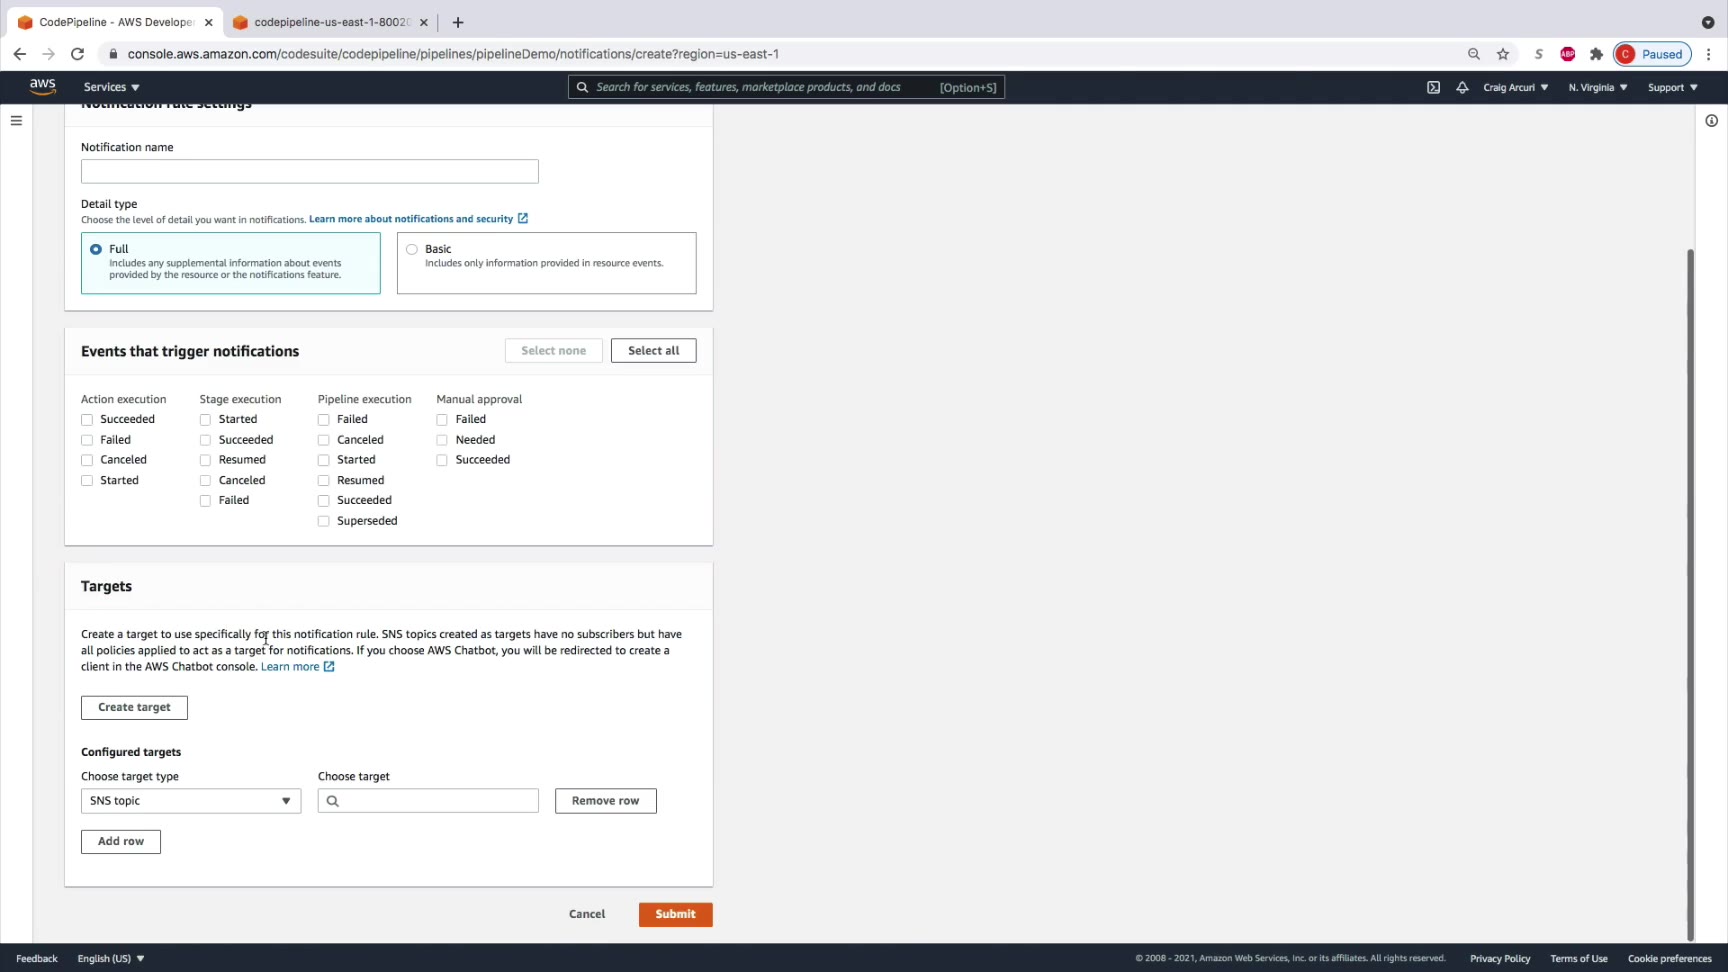 CodePipeline - AWS Develope
codepipeline-us-east-1-8002
console.aws.amazon.com/codesuite/codepipeline/pipelines/pipelineDemo/notifications/create?region=us-east-1
S
ABP
C Paused
aws
Services
Search for services, features, marketplace products, and docs
[Option+S]
Craig Arcuri
N. Virginia
Support
Notification rule settings
Notification name
Detail type
Choose the level of detail you want in notifications. Learn more about notifications and security
Full
Includes any supplemental information about events
provided by the resource or the notifications feature.
Basic
Includes only information provided in resource events.
Events that trigger notifications
Select none
Select all
Action execution
Succeeded
Failed
Canceled
Started
Stage execution
Started
Succeeded
Resumed
Canceled
Failed
Pipeline execution
Failed
Canceled
Started
Resumed
Succeeded
Superseded
Manual approval
Failed
Needed
Succeeded
Targets
Create a target to use specifically for this notification rule. SNS topics created as targets have no subscribers but have
all policies applied to act as a target for notifications. If you choose AWS Chatbot, you will be redirected to create a
client in the AWS Chatbot console. Learn more
Create target
Configured targets
Choose target type
Choose target
SNS topic
Remove row
Add row
Cancel
Submit
Feedback
English (US)
© 2008 - 2021, Amazon Web Services, Inc. or its affiliates. All rights reserved.
Privacy Policy
Terms of Use
Cookie preferences